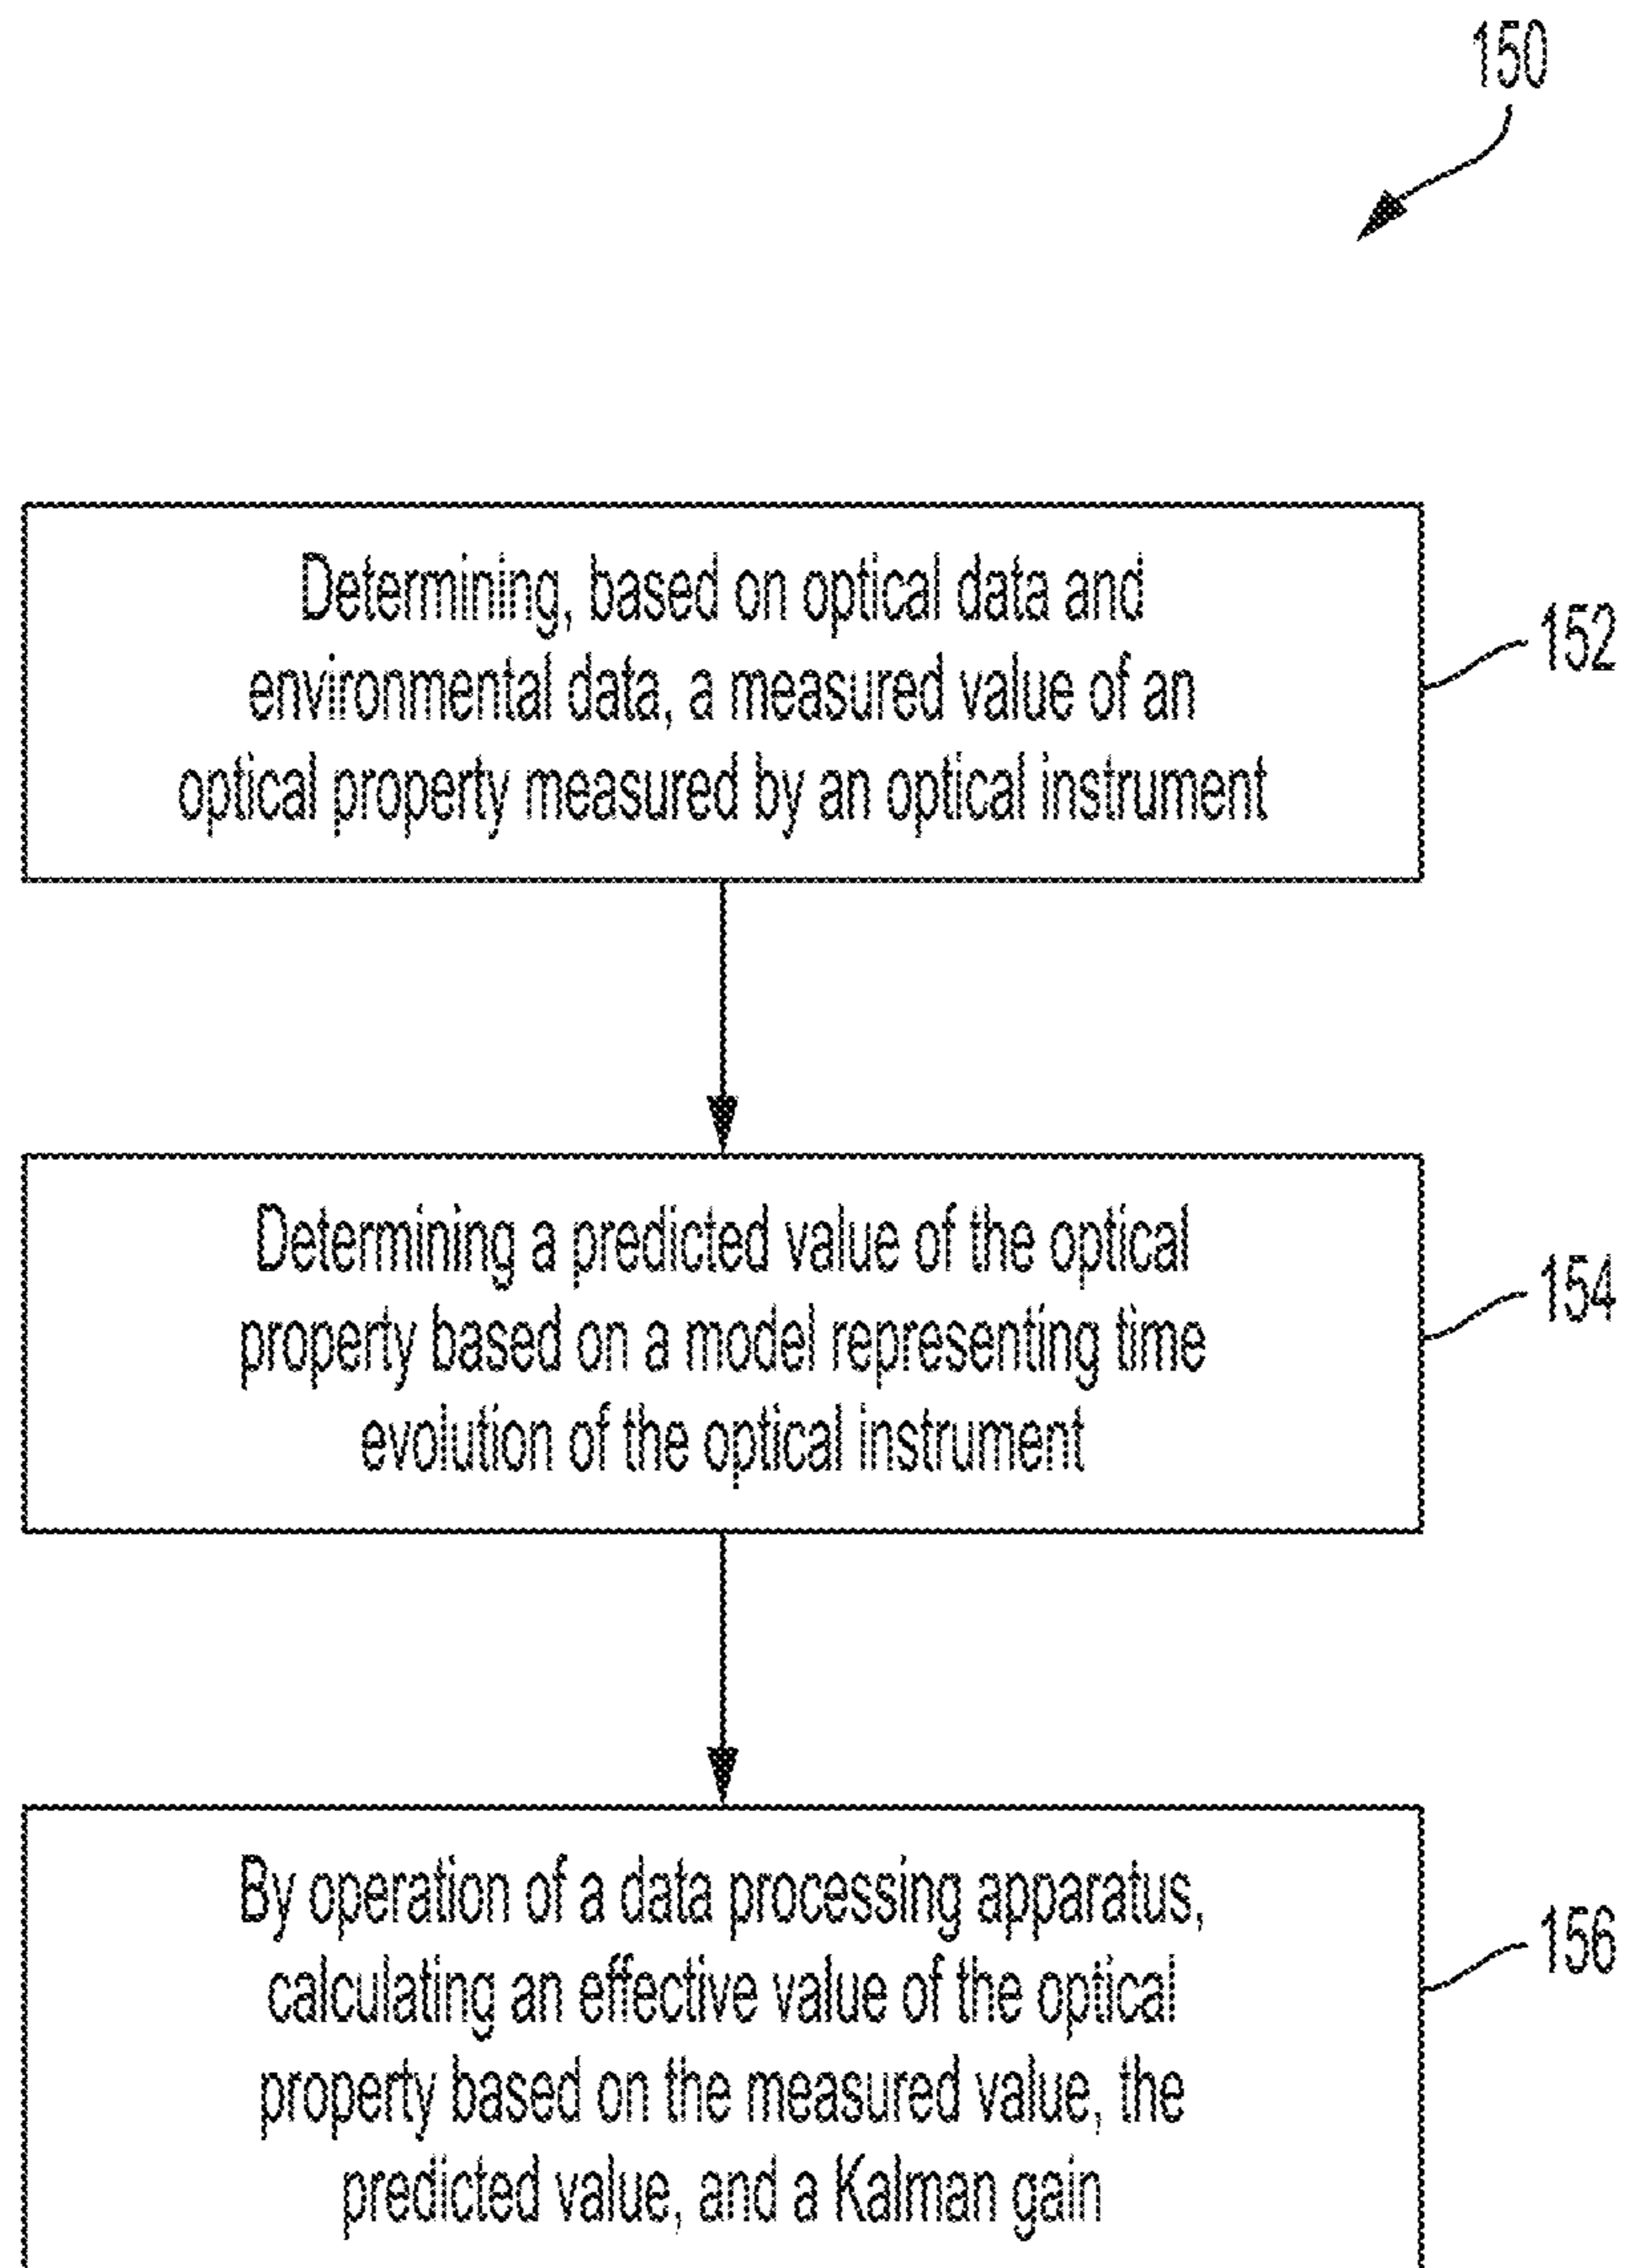 150
Determining, based on optical data and
environmental data, a measured value of an
optical property measured by an optical instrument
152
Determining a predicted value of the optical
property based on a model representing time
evolution of the optical instrument
154
By operation of a data processing apparatus,
calculating an effective value of the optical
property based on the measured value, the
predicted value, and a Kalman gain
156